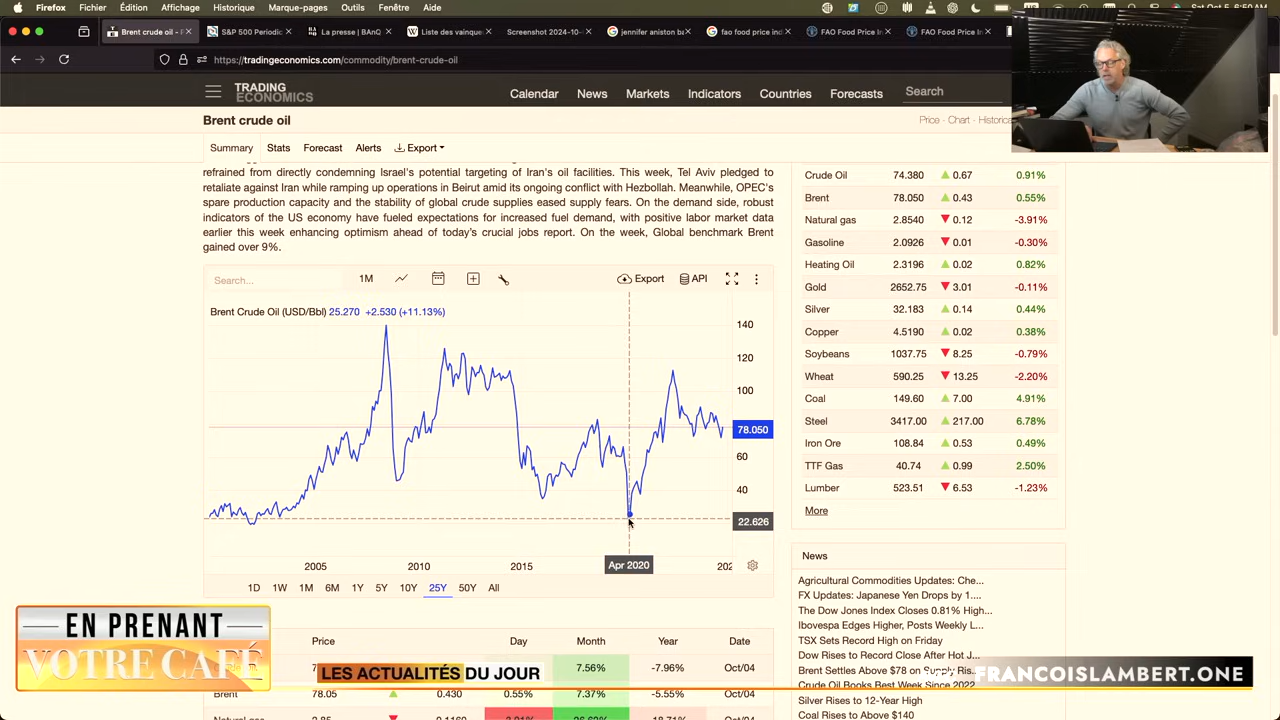 Firefox Fichier Édition Affichage Historique Marque-pages Outils Fenêtre Aide
Brent crude oil - F
S&P 500 Periodic
NA La presse | BAnQ
Liste des
Screenshot 2024-10
jennifer aniston
FAO Food Price In
FAO Food Price In
https://tradingeconomics.com/commodity/brent-crude-oil
TRADING
ECONOMICS
Calendar News Markets Indicators Countries Forecasts Search
Brent crude oil
Price - Chart - Historica
Summary Stats Forecast Alerts Export
refrained from directly condemning Israel's potential targeting of Iran's oil facilities. This week, Tel Aviv pledged to
retaliate against Iran while ramping up operations in Beirut amid its ongoing conflict with Hezbollah. Meanwhile, OPEC's
spare production capacity and the stability of global crude supplies eased supply fears. On the demand side, robust
indicators of the US economy have fueled expectations for increased fuel demand, with positive labor market data
earlier this week enhancing optimism ahead of today's crucial jobs report. On the week, Global benchmark Brent
gained over 9%.
Search... 1M Export API
Brent Crude Oil (USD/Bbl) 25.270 +2.530 (+11.13%)
140
120
100
78.050
60
40
22.626
Apr 2020
2005 2010 2015 202
1D 1W 1M 6M 1Y 5Y 10Y 25Y 50Y All
Crude Oil 74.380 0.67 0.91%
Brent 78.050 0.43 0.55%
Natural gas 2.8540 0.12 -3.91%
Gasoline 2.0926 0.01 -0.30%
Heating Oil 2.3196 0.02 0.82%
Gold 2652.75 3.01 -0.11%
Silver 32.183 0.14 0.44%
Copper 4.5190 0.02 0.38%
Soybeans 1037.75 8.25 -0.79%
Wheat 590.25 13.25 -2.20%
Coal 149.60 7.00 4.91%
Steel 3417.00 217.00 6.78%
Iron Ore 108.84 0.53 0.49%
TTF Gas 40.74 0.99 2.50%
Lumber 523.51 6.53 -1.23%
More
News
Agricultural Commodities Updates: Che...
FX Updates: Japanese Yen Drops by 1....
The Dow Jones Index Closes 0.81% High...
Ibovespa Edges Higher, Posts Weekly L...
TSX Sets Record High on Friday
Dow Rises to Record Close After Hot J...
Brent Settles Above $78 on Supply Ris...
Crude Oil Books Best Week Since 2022
Silver Rises to 12-Year High
Coal Rises to Above $140
Price Day Month Year Date
7.56% -7.96% Oct/04
Brent 78.05 0.430 0.55% 7.37% -5.55% Oct/04
EN PRENANT
VOTRE CAFÉ
LES ACTUALITÉS DU JOUR
FRANCOISLAMBERT.ONE